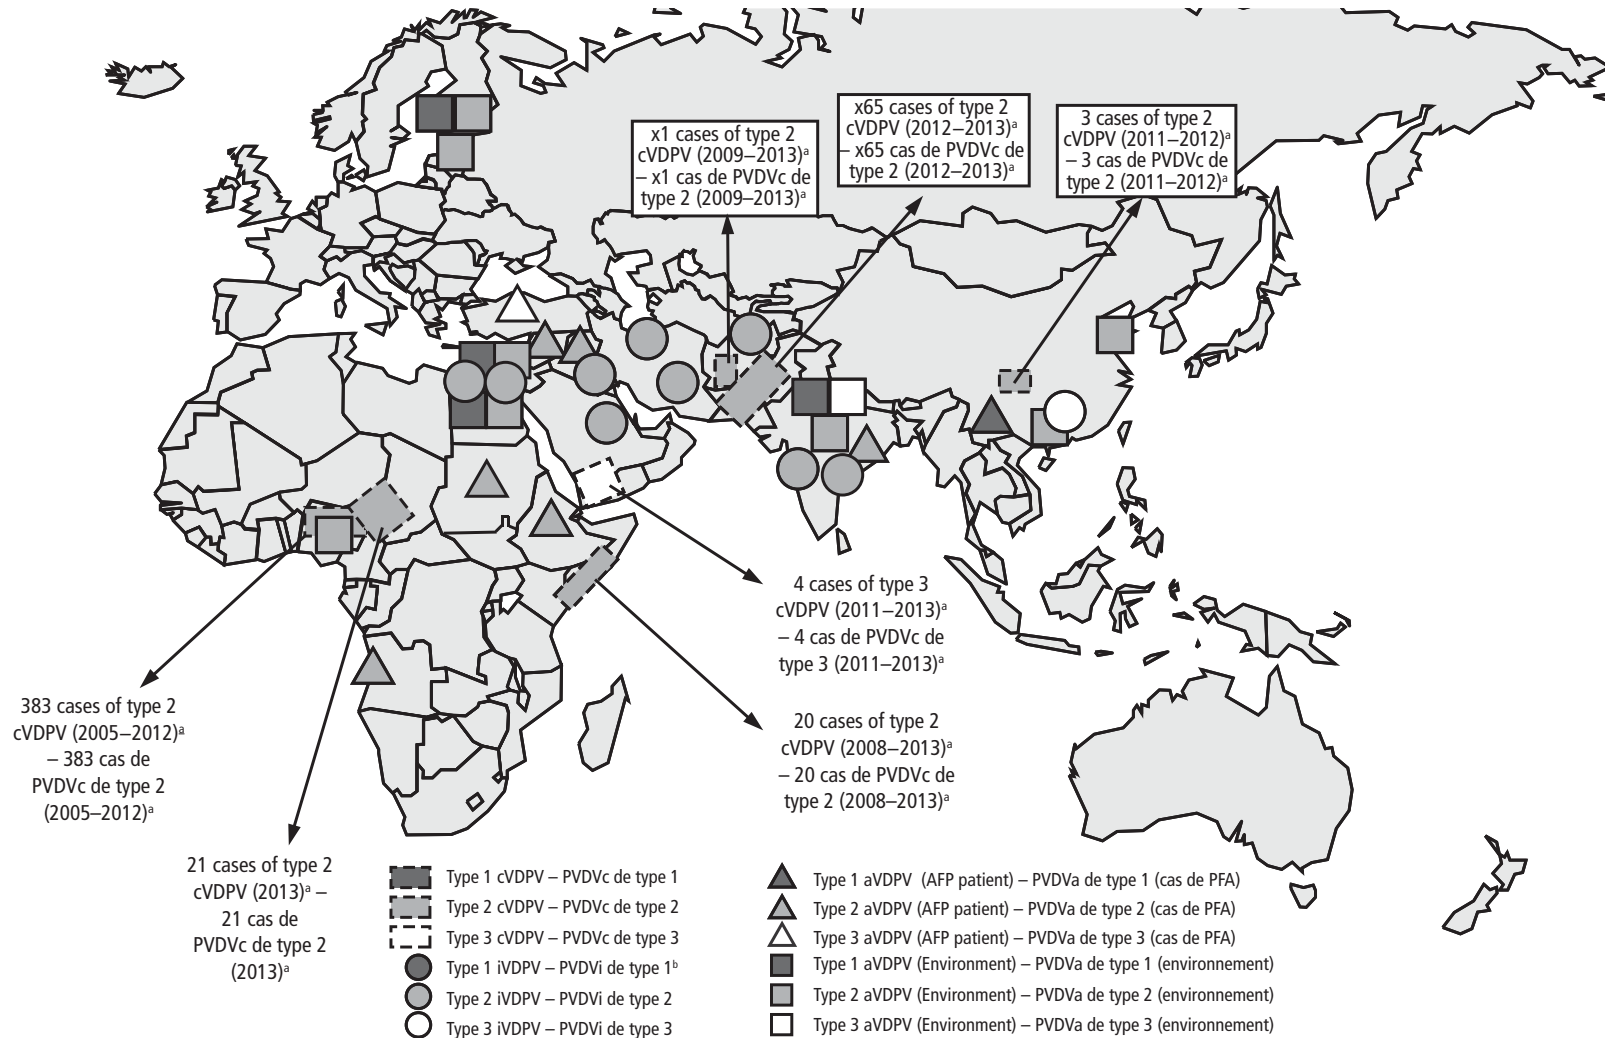 x1 cases of type 2
cVDPV (2009–2013)ª
– x1 cas de PVDVc de
type 2 (2009–2013)ª
x65 cases of type 2
cVDPV (2012–2013)ª
– x65 cas de PVDVc de
type 2 (2012–2013)ª
3 cases of type 2
cVDPV (2011–2012)ª
– 3 cas de PVDVc de
type 2 (2011–2012)ª
4 cases of type 3
cVDPV (2011–2013)ª
– 4 cas de PVDVc de
type 3 (2011–2013)ª
383 cases of type 2
cVDPV (2005–2012)ª
– 383 cas de
PVDVc de type 2
(2005–2012)ª
20 cases of type 2
cVDPV (2008–2013)ª
– 20 cas de PVDVc de
type 2 (2008–2013)ª
21 cases of type 2
cVDPV (2013)ª –
21 cas de
PVDVc de type 2
(2013)ª
Type 1 cVDPV – PVDVc de type 1
Type 2 cVDPV – PVDVc de type 2
Type 3 cVDPV – PVDVc de type 3
Type 1 iVDPV – PVDVi de type 1ᵇ
Type 2 iVDPV – PVDVi de type 2
Type 3 iVDPV – PVDVi de type 3
Type 1 aVDPV (AFP patient) – PVDVa de type 1 (cas de PFA)
Type 2 aVDPV (AFP patient) – PVDVa de type 2 (cas de PFA)
Type 3 aVDPV (AFP patient) – PVDVa de type 3 (cas de PFA)
Type 1 aVDPV (Environment) – PVDVa de type 1 (environnement)
Type 2 aVDPV (Environment) – PVDVa de type 2 (environnement)
Type 3 aVDPV (Environment) – PVDVa de type 3 (environnement)